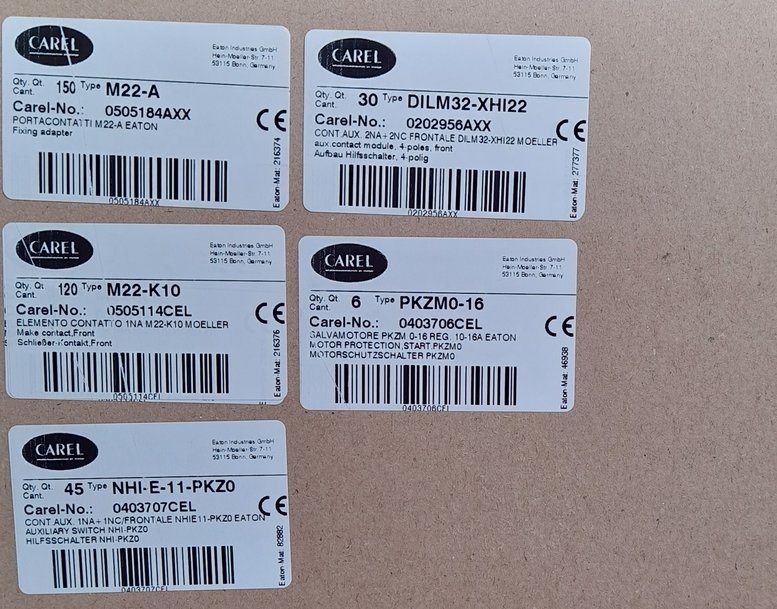 CAREL
Eaton Industries GmbH
Hein-Moeller-Str. 7-11
53115 Bonn, Germany
Qty. Qt. Cant. 150 Type M22-A
Carel-No.: 0505184AXX
PORTACONTATTI M22-A EATON
Fixing adapter
CE
0505184AXX
Eaton-Mat: 216374
CAREL
Eaton Industries GmbH
Hein-Moeller-Str. 7-11
53115 Bonn, Germany
Qty. Qt. Cant. 30 Type DILM32-XHI22
Carel-No.: 0202956AXX
CONT.AUX. 2NA+2NC FRONTALE DILM32-XHI22 MOELLER
aux contact module, 4-poles, front
Aufbau Hilfsschalter, 4-polig
CE
0202956AXX
Eaton-Mat: 277377
CAREL
Eaton Industries GmbH
Hein-Moeller-Str. 7-11
53115 Bonn, Germany
Qty. Qt. Cant. 120 Type M22-K10
Carel-No.: 0505114CEL
ELEMENTO CONTATTO 1NA M22-K10 MOELLER
Make contact,Front
Schließer-Kontakt,Front
CE
0505114CEL
Eaton-Mat: 216376
CAREL
Eaton Industries GmbH
Hein-Moeller-Str. 7-11
53115 Bonn, Germany
Qty. Qt. Cant. 6 Type PKZM0-16
Carel-No.: 0403706CEL
SALVAMOTORE PKZM 0-16 REG. 10-16A EATON
MOTOR PROTECTION,START.PKZM0
MOTORSCHUTZSCHALTER PKZM0
CE
0403706CEL
Eaton-Mat: 46938
CAREL
Eaton Industries GmbH
Hein-Moeller-Str. 7-11
53115 Bonn, Germany
Qty. Qt. Cant. 45 Type NHI-E-11-PKZ0
Carel-No.: 0403707CEL
CONT.AUX. 1NA+1NC/FRONTALE NHIE11-PKZ0 EATON
AUXILIARY SWITCH NHI-PKZ0
HILFSSCHALTER NHI-PKZ0
CE
0403707CEL
Eaton-Mat: 82882